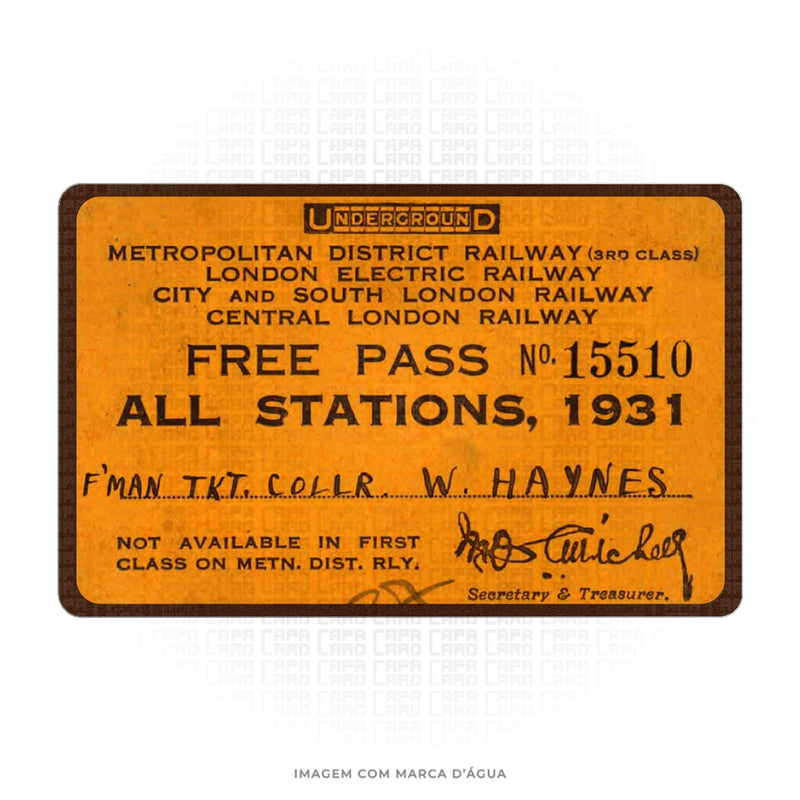 UNDERGROUND
METROPOLITAN DISTRICT RAILWAY (3RD CLASS)
LONDON ELECTRIC RAILWAY
CITY AND SOUTH LONDON RAILWAY
CENTRAL LONDON RAILWAY
FREE PASS No. 15510
ALL STATIONS, 1931
F'MAN TKT. COLLR. W. HAYNES
NOT AVAILABLE IN FIRST
CLASS ON METN. DIST. RLY.
Secretary & Treasurer.
IMAGEM COM MARCA D'ÁGUA